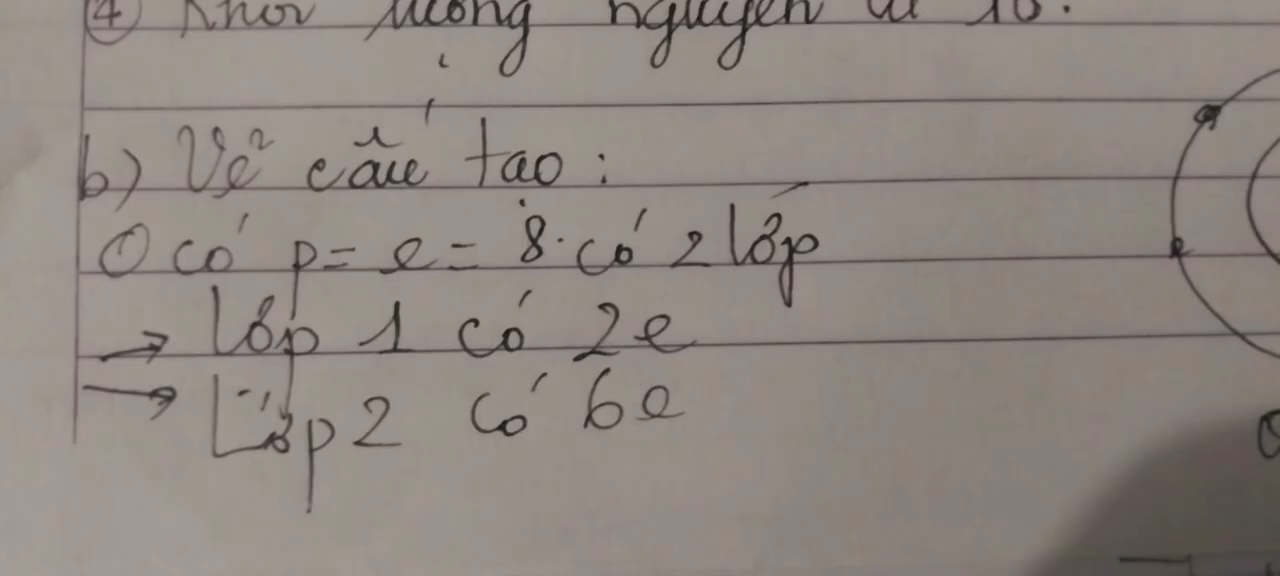 ④ Khối lượng nguyên tử 16.
b) Vẽ cấu tạo :
O có p = e = 8. có 2 lớp
→ lớp 1 có 2e
→ Lớp 2 có 6e